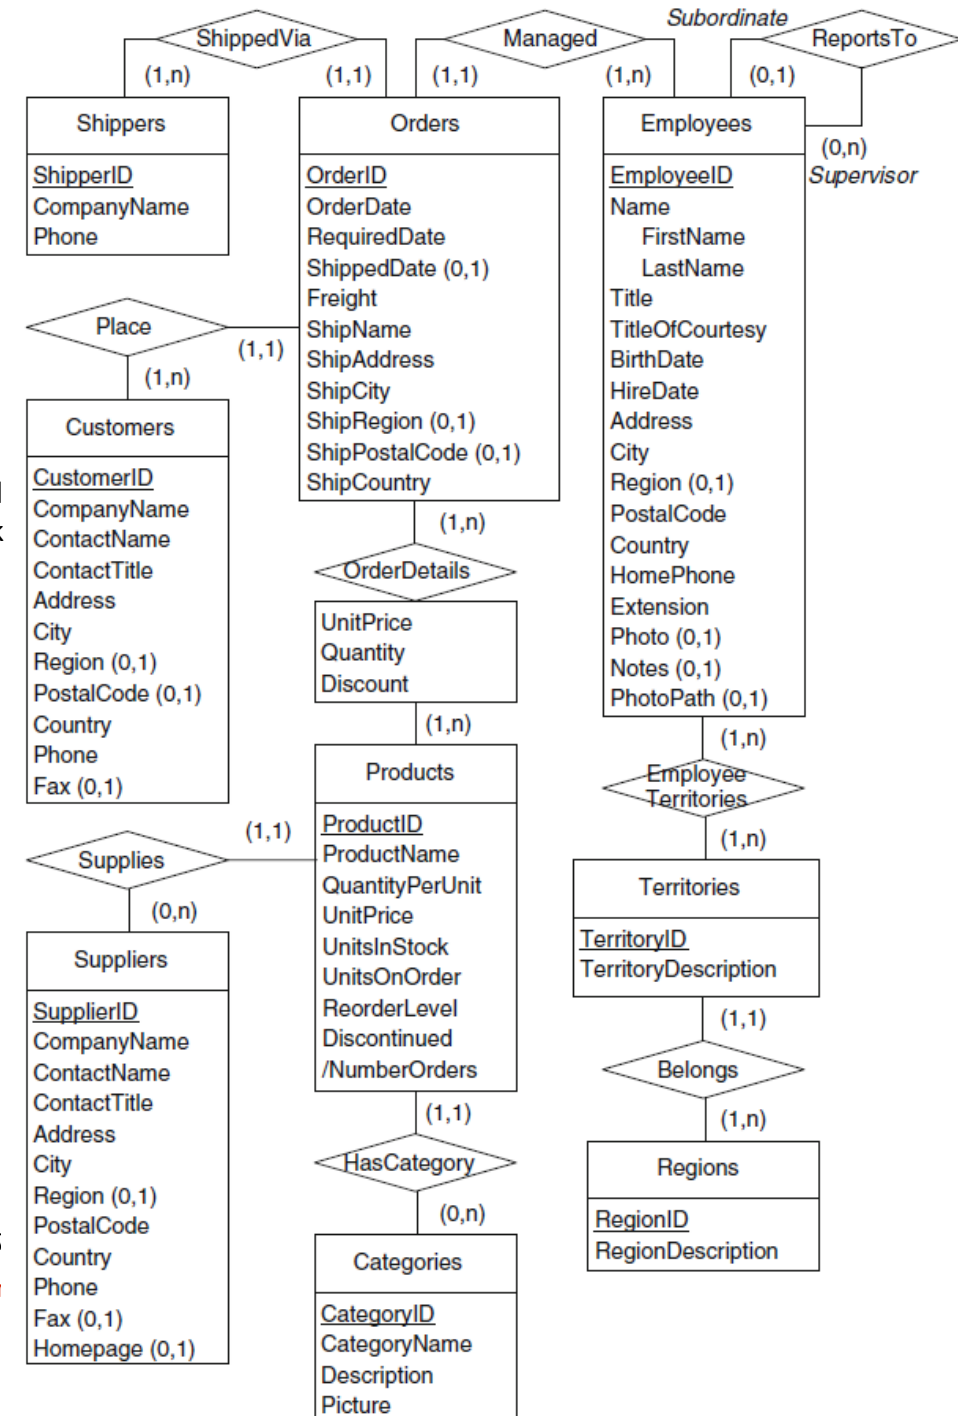 Subordinate
ShippedVia
Managed
ReportsTo
(1,n)
(1,1)
(1,1)
(1,n)
(0,1)
(0,n)
Supervisor
Shippers
ShipperID
CompanyName
Phone
Orders
OrderID
OrderDate
RequiredDate
ShippedDate (0,1)
Freight
ShipName
ShipAddress
ShipCity
ShipRegion (0,1)
ShipPostalCode (0,1)
ShipCountry
Employees
EmployeeID
Name
FirstName
LastName
Title
TitleOfCourtesy
BirthDate
HireDate
Address
City
Region (0,1)
PostalCode
Country
HomePhone
Extension
Photo (0,1)
Notes (0,1)
PhotoPath (0,1)
Place
(1,1)
(1,n)
Customers
CustomerID
CompanyName
ContactName
ContactTitle
Address
City
Region (0,1)
PostalCode (0,1)
Country
Phone
Fax (0,1)
(1,n)
OrderDetails
UnitPrice
Quantity
Discount
(1,n)
Products
ProductID
ProductName
QuantityPerUnit
UnitPrice
UnitsInStock
UnitsOnOrder
ReorderLevel
Discontinued
/NumberOrders
(1,n)
Employee
Territories
(1,n)
Territories
TerritoryID
TerritoryDescription
(1,1)
Belongs
(1,n)
Regions
RegionID
RegionDescription
(1,1)
Supplies
(0,n)
Suppliers
SupplierID
CompanyName
ContactName
ContactTitle
Address
City
Region (0,1)
PostalCode
Country
Phone
Fax (0,1)
Homepage (0,1)
(1,1)
HasCategory
(0,n)
Categories
CategoryID
CategoryName
Description
Picture